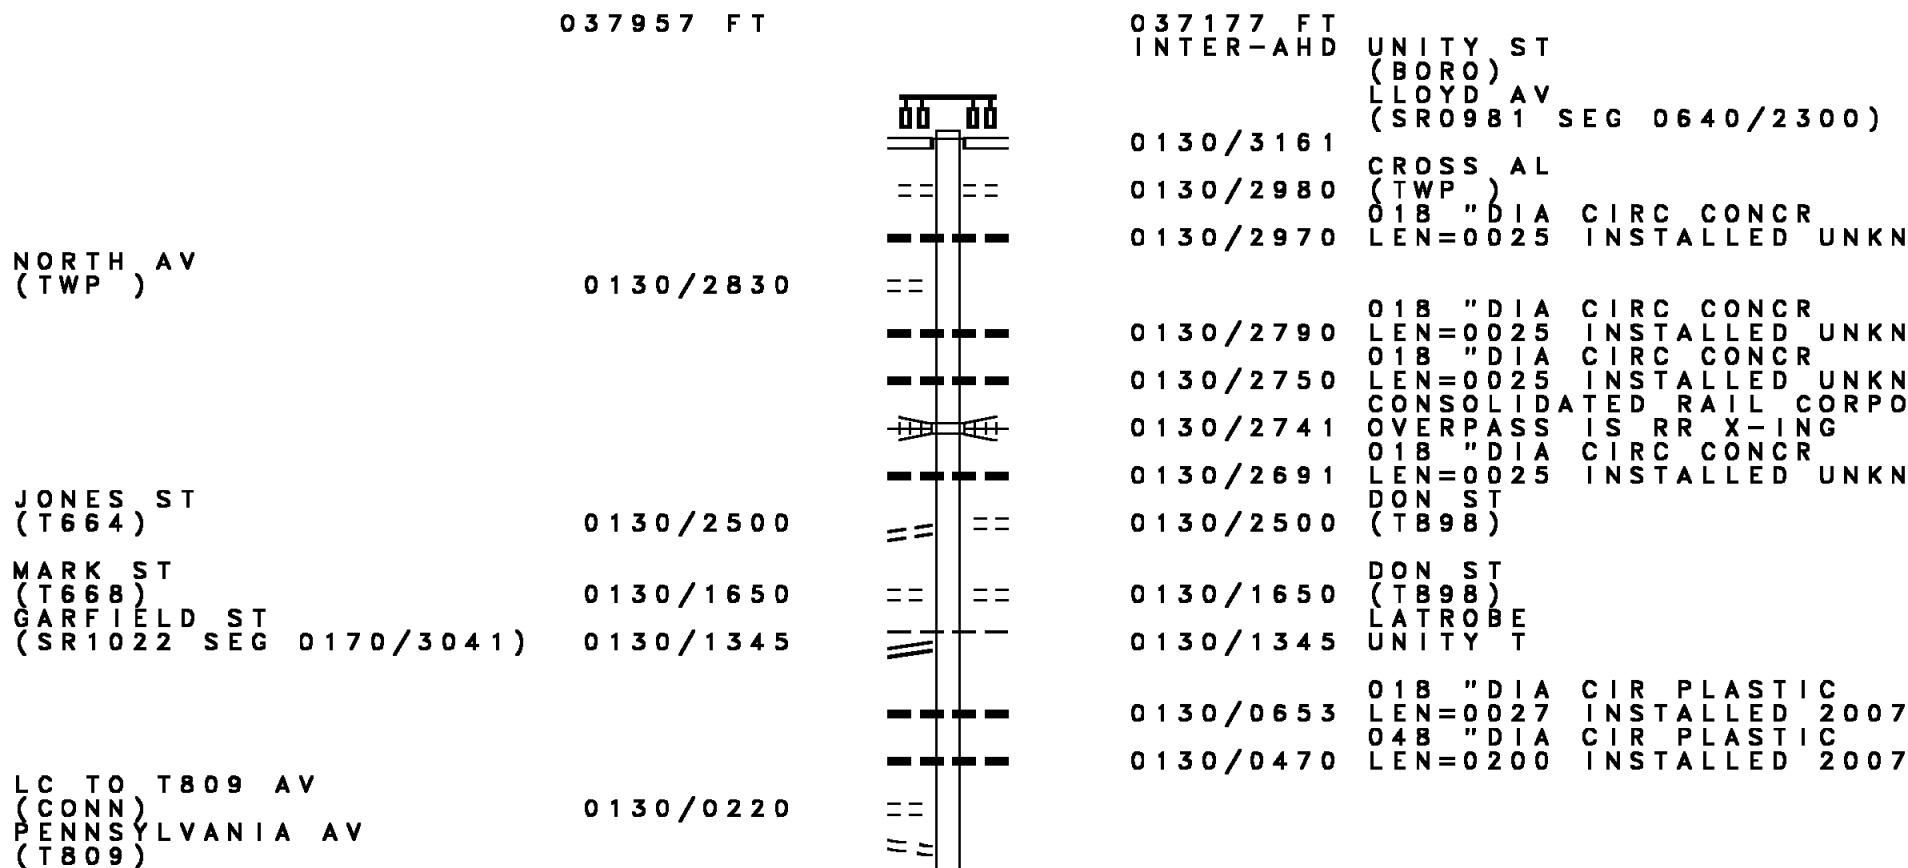 037957 FT 037177 FT
INTER-AHD UNITY ST
(BORO)
LLOYD AV
(SR0981 SEG 0640/2300)
0130/3161
CROSS AL
0130/2980 (TWP )
018 "DIA CIRC CONCR
0130/2970 LEN=0025 INSTALLED UNKN
NORTH AV
(TWP ) 0130/2830
018 "DIA CIRC CONCR
0130/2790 LEN=0025 INSTALLED UNKN
018 "DIA CIRC CONCR
0130/2750 LEN=0025 INSTALLED UNKN
CONSOLIDATED RAIL CORPO
0130/2741 OVERPASS IS RR X-ING
018 "DIA CIRC CONCR
0130/2691 LEN=0025 INSTALLED UNKN
JONES ST DON ST
(T664) 0130/2500 0130/2500 (T898)
MARK ST DON ST
(T668) 0130/1650 0130/1650 (T898)
GARFIELD ST LATROBE
(SR1022 SEG 0170/3041) 0130/1345 0130/1345 UNITY T
018 "DIA CIR PLASTIC
0130/0653 LEN=0027 INSTALLED 2007
048 "DIA CIR PLASTIC
0130/0470 LEN=0200 INSTALLED 2007
LC TO T809 AV
(CONN) 0130/0220
PENNSYLVANIA AV
(T809)